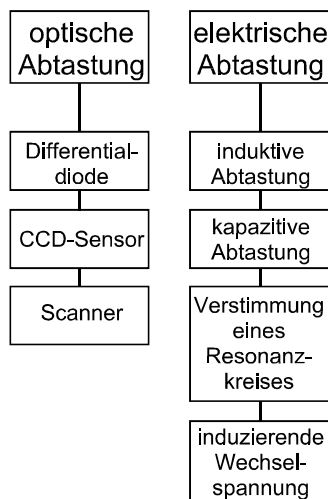 optische
Abtastung
Differential-
diode
CCD-Sensor
Scanner
elektrische
Abtastung
induktive
Abtastung
kapazitive
Abtastung
Verstimmung
eines
Resonanz-
kreises
induzierende
Wechsel-
spannung